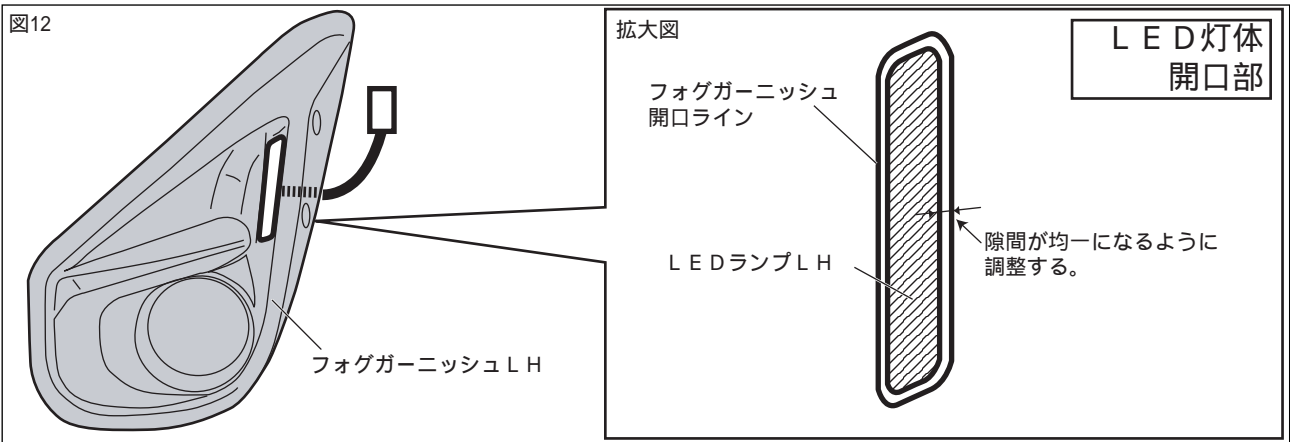 図12
フォグガーニッシュLH
拡大図
LED灯体
開口部
フォグガーニッシュ
開口ライン
LEDランプLH
隙間が均一になるように
調整する。